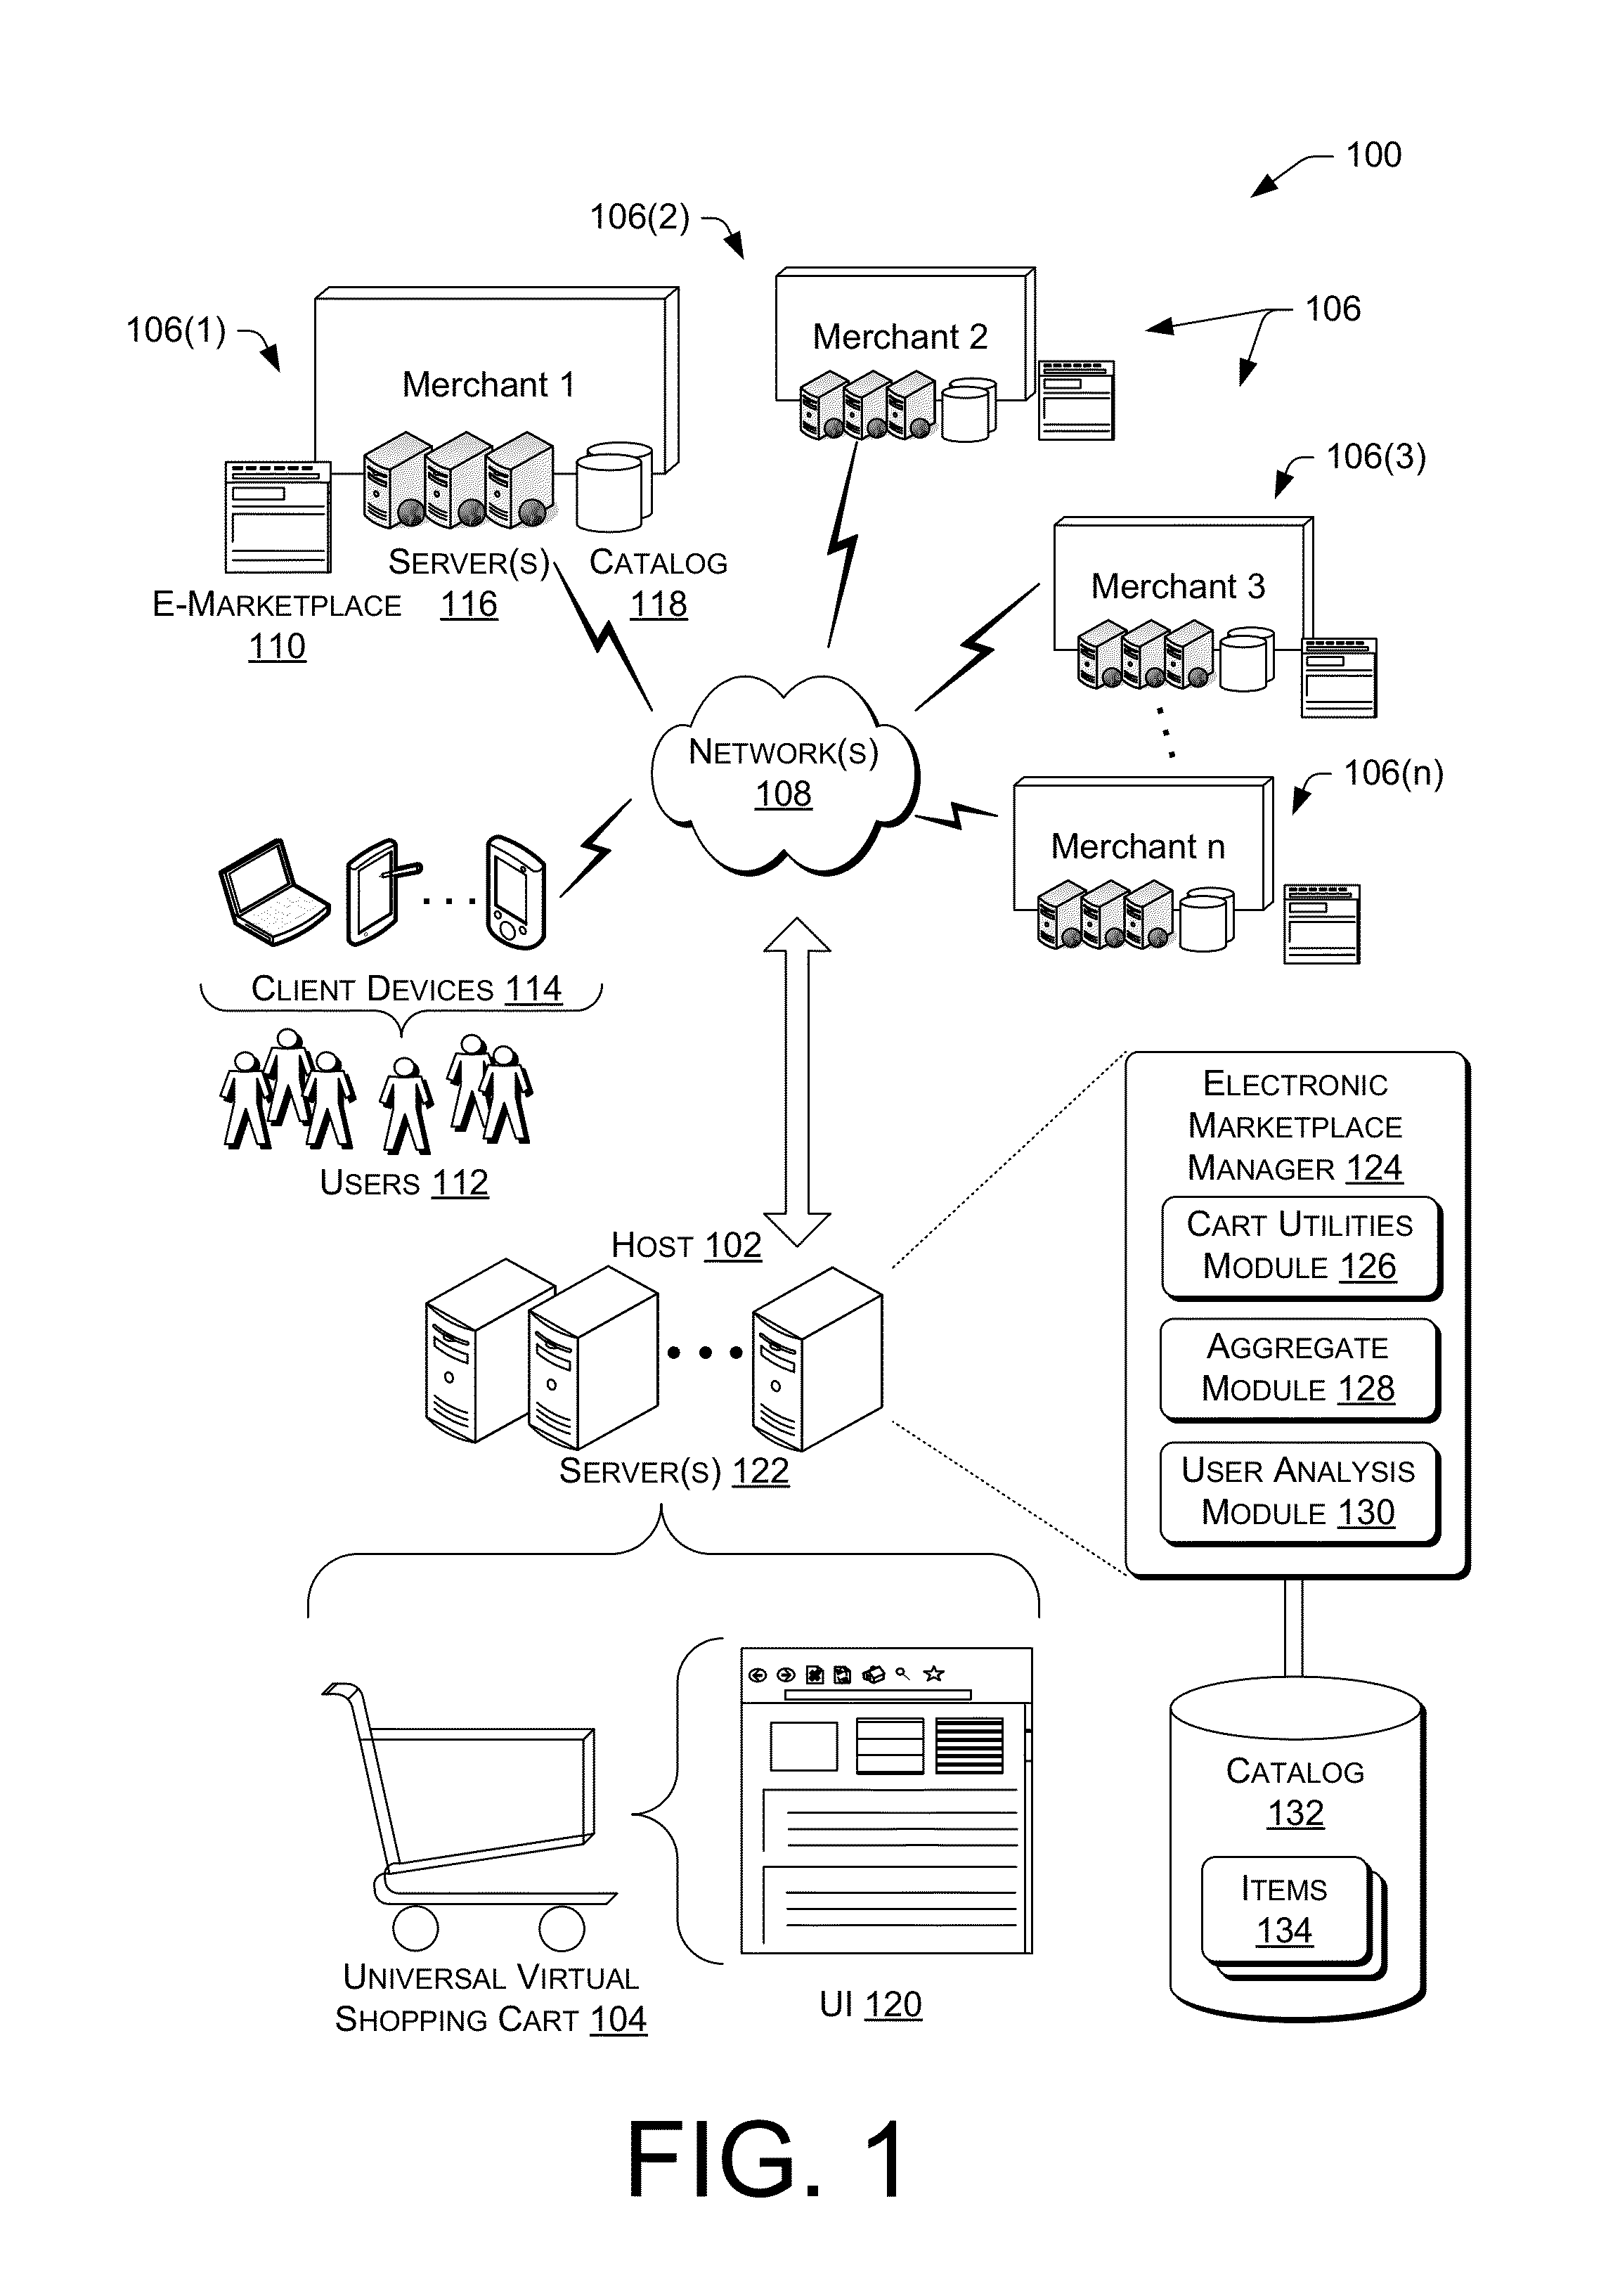 100
106(2)
106(1)
106
Merchant 2
Merchant 1
106(3)
SERVER(S)
116
CATALOG
118
E-MARKETPLACE
110
Merchant 3
NETWORK(S)
108
106(n)
Merchant n
CLIENT DEVICES 114
USERS 112
ELECTRONIC
MARKETPLACE
MANAGER 124
CART UTILITIES
MODULE 126
AGGREGATE
MODULE 128
USER ANALYSIS
MODULE 130
HOST 102
SERVER(S) 122
CATALOG
132
ITEMS
134
UNIVERSAL VIRTUAL
SHOPPING CART 104
UI 120
FIG. 1